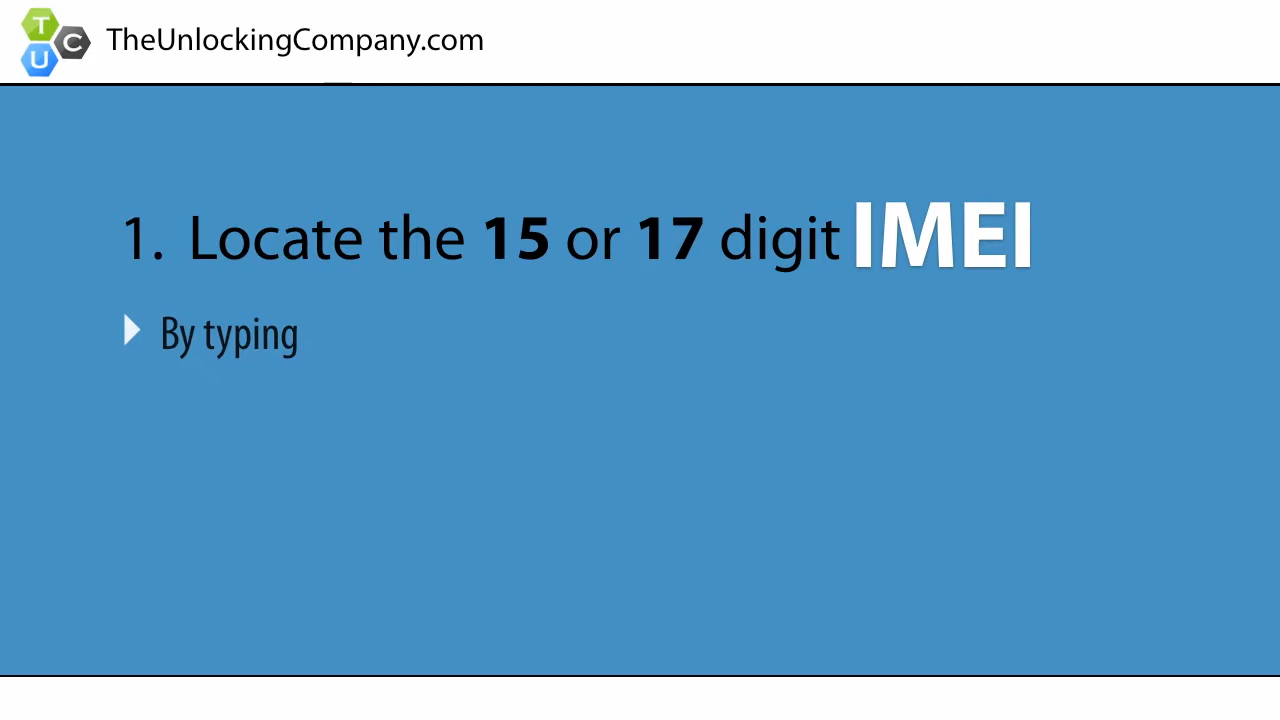 T
C
U
TheUnlockingCompany.com
1. Locate the 15 or 17 digit IMEI
By typing